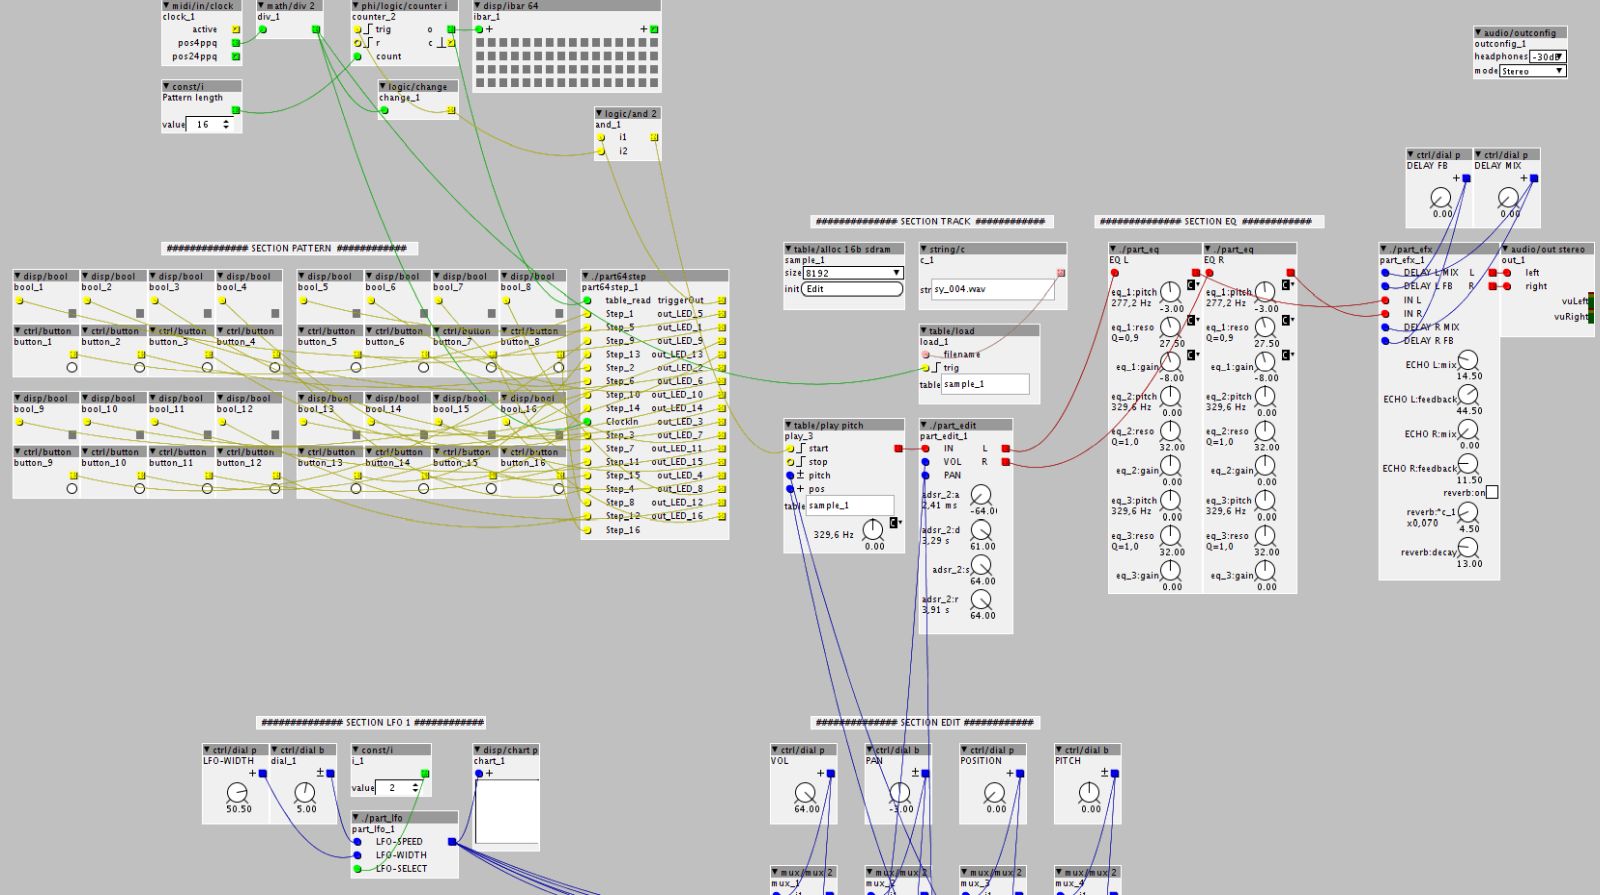 midi/in/clock
clock_1
active
pos4ppq
pos24ppq
math/div 2
div_1
phi/logic/counter i
counter_2
trig o
r c
count
disp/ibar 64
ibar_1
+ +
const/i
Pattern length
value 16
logic/change
change_1
logic/and 2
and_1
i1
i2
audio/outconfig
outconfig_1
headphones -30dB
mode Stereo
ctrl/dial p
DELAY FB
+
0.00
ctrl/dial p
DELAY MIX
+
0.00
############## SECTION PATTERN ############
disp/bool
bool_1
disp/bool
bool_2
disp/bool
bool_3
disp/bool
bool_4
disp/bool
bool_5
disp/bool
bool_6
disp/bool
bool_7
disp/bool
bool_8
ctrl/button
button_1
ctrl/button
button_2
ctrl/button
button_3
ctrl/button
button_4
ctrl/button
button_5
ctrl/button
button_6
ctrl/button
button_7
ctrl/button
button_8
disp/bool
bool_9
disp/bool
bool_10
disp/bool
bool_11
disp/bool
bool_12
disp/bool
bool_13
disp/bool
bool_14
disp/bool
bool_15
disp/bool
bool_16
ctrl/button
button_9
ctrl/button
button_10
ctrl/button
button_11
ctrl/button
button_12
ctrl/button
button_13
ctrl/button
button_14
ctrl/button
button_15
ctrl/button
button_16
./part64step
part64step_1
table_read triggerOut
Step_1 out_LED_5
Step_5 out_LED_1
Step_9 out_LED_9
Step_13 out_LED_13
Step_2 out_LED_2
Step_6 out_LED_6
Step_10 out_LED_10
Step_14 out_LED_14
ClockIn out_LED_3
Step_3 out_LED_7
Step_7 out_LED_11
Step_11 out_LED_15
Step_15 out_LED_4
Step_4 out_LED_8
Step_8 out_LED_12
Step_12 out_LED_16
Step_16
############## SECTION TRACK ############
table/alloc 16b sdram
sample_1
size 8192
init Edit
string/c
c_1
str sy_004.wav
table/load
load_1
filename
trig
table sample_1
table/play pitch
play_3
start
stop
± pitch
+ pos
table sample_1
329,6 Hz
C
0.00
./part_edit
part_edit_1
IN L
VOL R
PAN
adsr_2:a
2,41 ms
-64.00
adsr_2:d
3,29 s
61.00
adsr_2:s
64.00
adsr_2:r
3,91 s
64.00
############## SECTION EQ ############
./part_eq
EQ L
eq_1:pitch
277,2 Hz
C
-3.00
eq_1:reso
Q=0,9
C
27.50
eq_1:gain
C
-8.00
eq_2:pitch
329,6 Hz
0.00
eq_2:reso
Q=1,0
32.00
eq_2:gain
0.00
eq_3:pitch
329,6 Hz
0.00
eq_3:reso
Q=1,0
32.00
eq_3:gain
0.00
./part_eq
EQ R
eq_1:pitch
277,2 Hz
C
-3.00
eq_1:reso
Q=0,9
C
27.50
eq_1:gain
C
-8.00
eq_2:pitch
329,6 Hz
0.00
eq_2:reso
Q=1,0
32.00
eq_2:gain
0.00
eq_3:pitch
329,6 Hz
0.00
eq_3:reso
Q=1,0
32.00
eq_3:gain
0.00
./part_efx
part_efx_1
DELAY L MIX L
DELAY L FB R
IN L
IN R
DELAY R MIX
DELAY R FB
ECHO L:mix
14.50
ECHO L:feedback
44.50
ECHO R:mix
0.00
ECHO R:feedback
11.50
reverb:on
reverb:*c_1
x0,070
4.50
reverb:decay
13.00
audio/out stereo
out_1
left
right
vuLeft
vuRight
############## SECTION LFO 1 ############
ctrl/dial p
LFO-WIDTH
+
50.50
ctrl/dial b
dial_1
±
5.00
const/i
i_1
value 2
disp/chart p
chart_1
+
./part_lfo
part_lfo_1
LFO-SPEED
LFO-WIDTH
LFO-SELECT
############## SECTION EDIT ############
ctrl/dial p
VOL
+
64.00
ctrl/dial b
PAN
±
-3.00
ctrl/dial p
POSITION
+
0.00
ctrl/dial b
PITCH
±
0.00
mux/mux 2
mux_1
mux/mux 2
mux_2
mux/mux 2
mux_3
mux/mux 2
mux_4